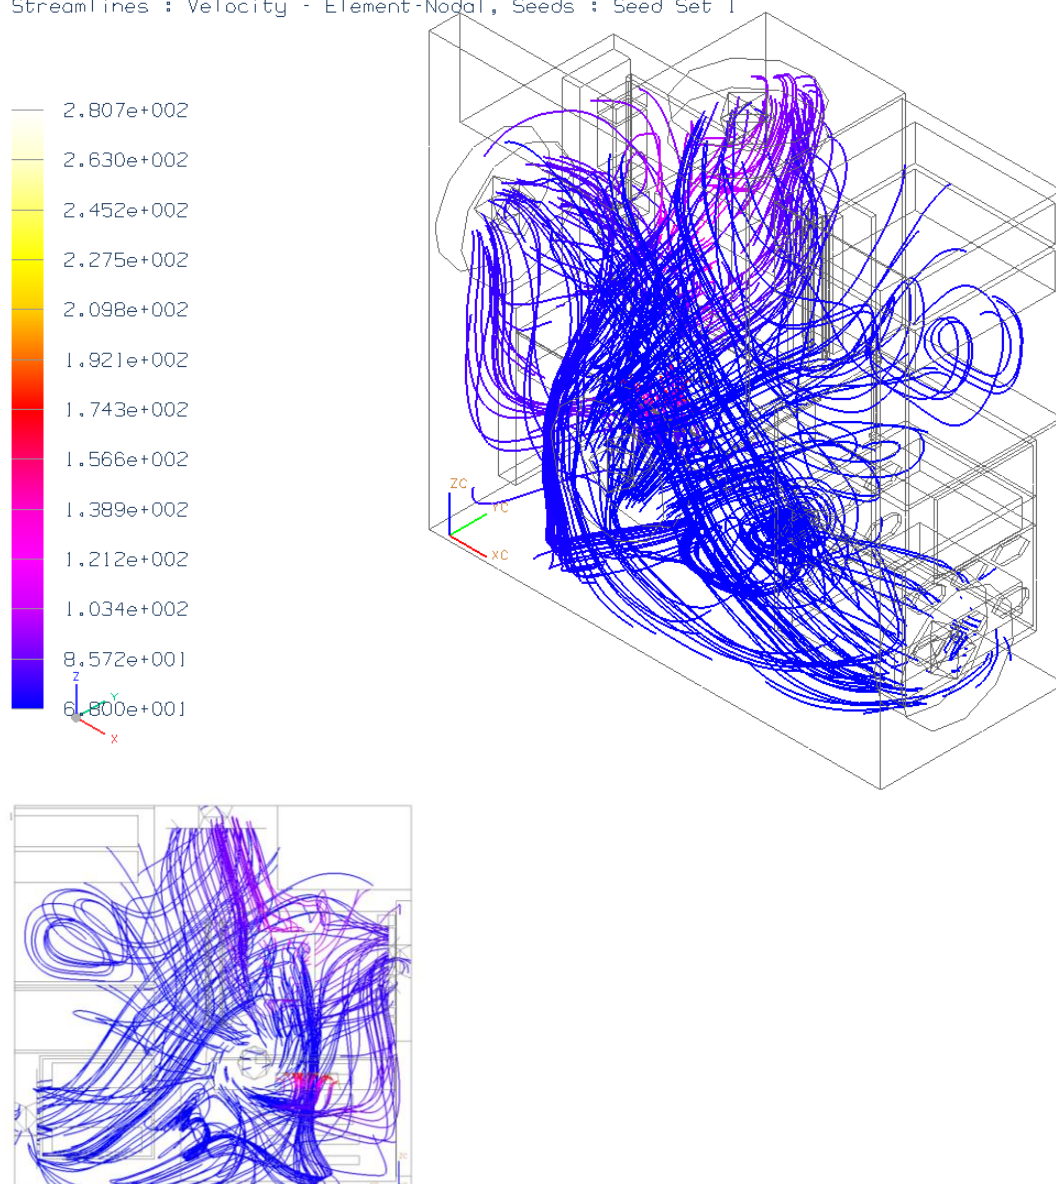 Streamlines : Velocity - Element-Nodal, Seeds : Seed Set 1
2.807e+002
2.630e+002
2.452e+002
2.275e+002
2.098e+002
1.921e+002
1.743e+002
1.566e+002
1.389e+002
1.212e+002
1.034e+002
8.572e+001
6.800e+001
Z
Y
X
ZC
YC
XC
ZC